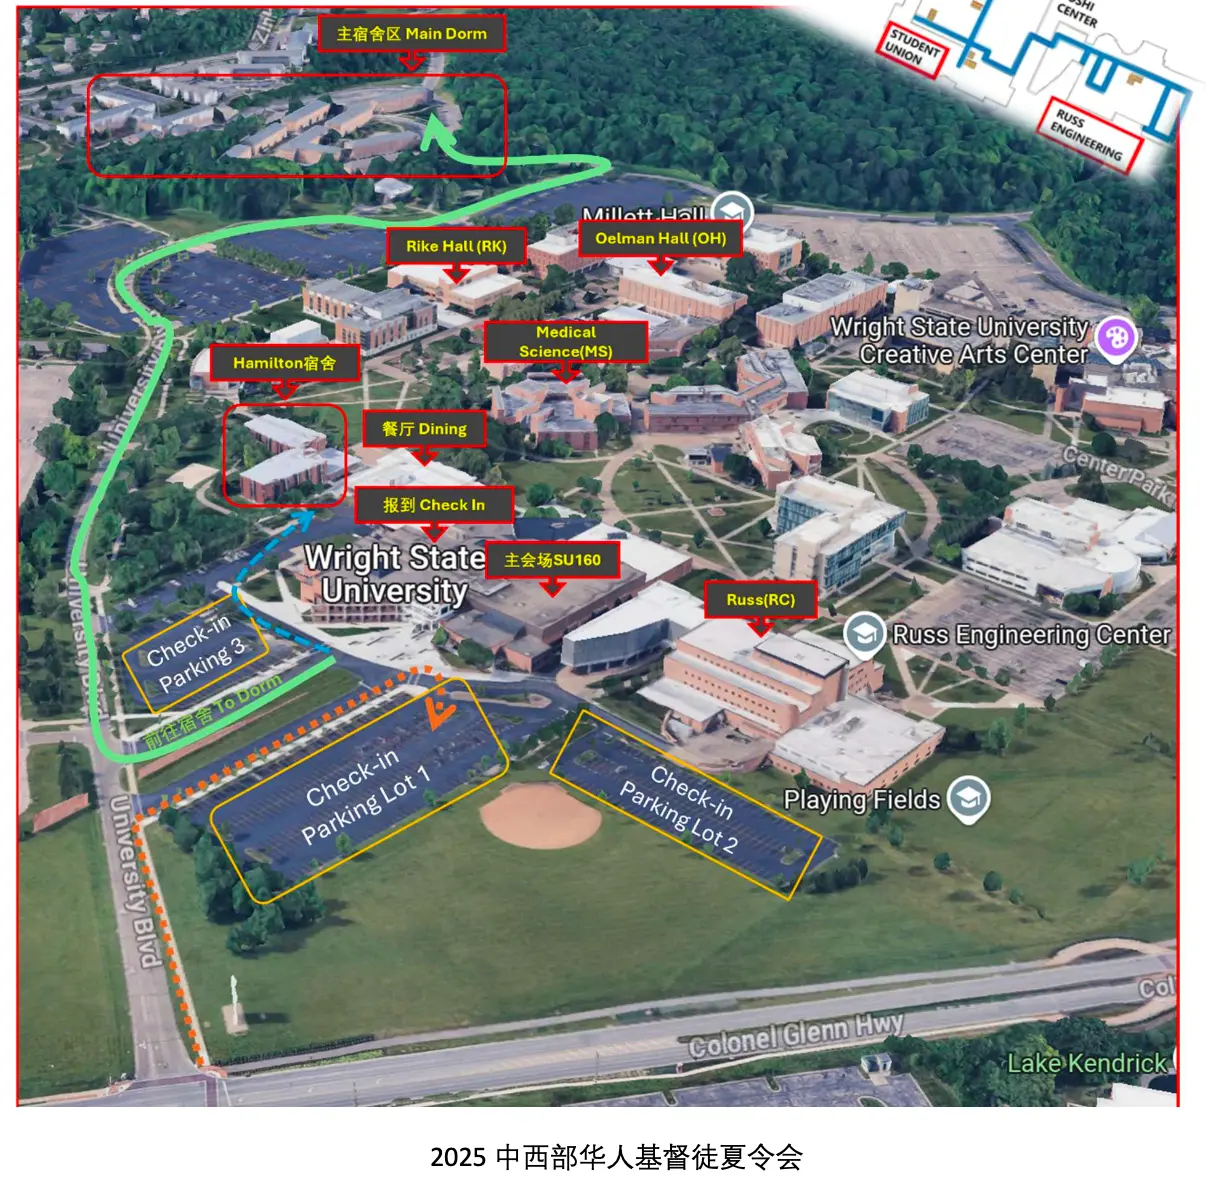 主宿舍区 Main Dorm
OSHI
CENTER
STUDENT
UNION
RUSS
ENGINEERING
Millett Hall
Rike Hall (RK)
Oelman Hall (OH)
Medical
Science(MS)
Wright State University
Creative Arts Center
Hamilton宿舍
餐厅 Dining
Center Park
报到 Check In
Wright State
University
主会场SU160
Russ(RC)
Russ Engineering Center
Check-in
Parking 3
前往宿舍 To Dorm
Check-in
Parking Lot 1
Check-in
Parking Lot 2
Playing Fields
University Blvd
Colonel Glenn Hwy
Col
Lake Kendrick
2025 中西部华人基督徒夏令会